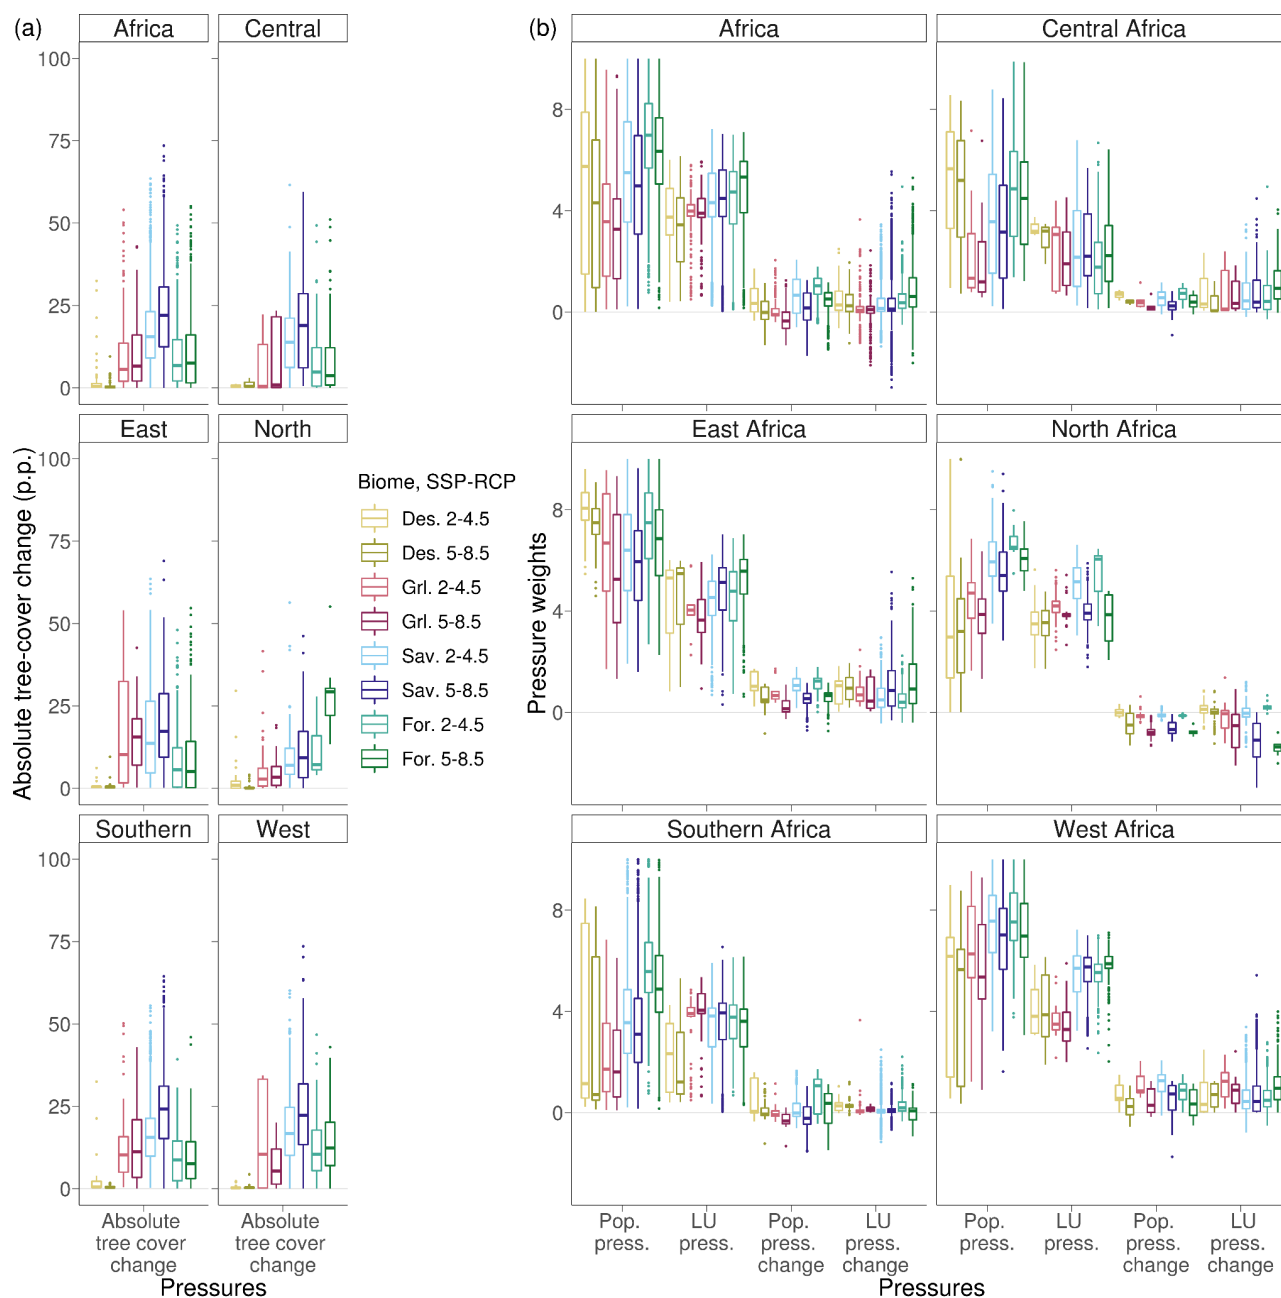 (a)
Africa
Central
100
75
50
25
0
East
North
100
75
50
25
0
Southern
West
100
75
50
25
0
Absolute tree-cover change (p.p.)
Absolute
tree cover
change
Absolute
tree cover
change
Pressures
Biome, SSP-RCP
Des. 2-4.5
Des. 5-8.5
Grl. 2-4.5
Grl. 5-8.5
Sav. 2-4.5
Sav. 5-8.5
For. 2-4.5
For. 5-8.5
(b)
Africa
Central Africa
8
4
0
East Africa
North Africa
8
4
0
Southern Africa
West Africa
8
4
0
Pressure weights
Pop.
press.
LU
press.
Pop.
press.
change
LU
press.
change
Pop.
press.
LU
press.
Pop.
press.
change
LU
press.
change
Pressures